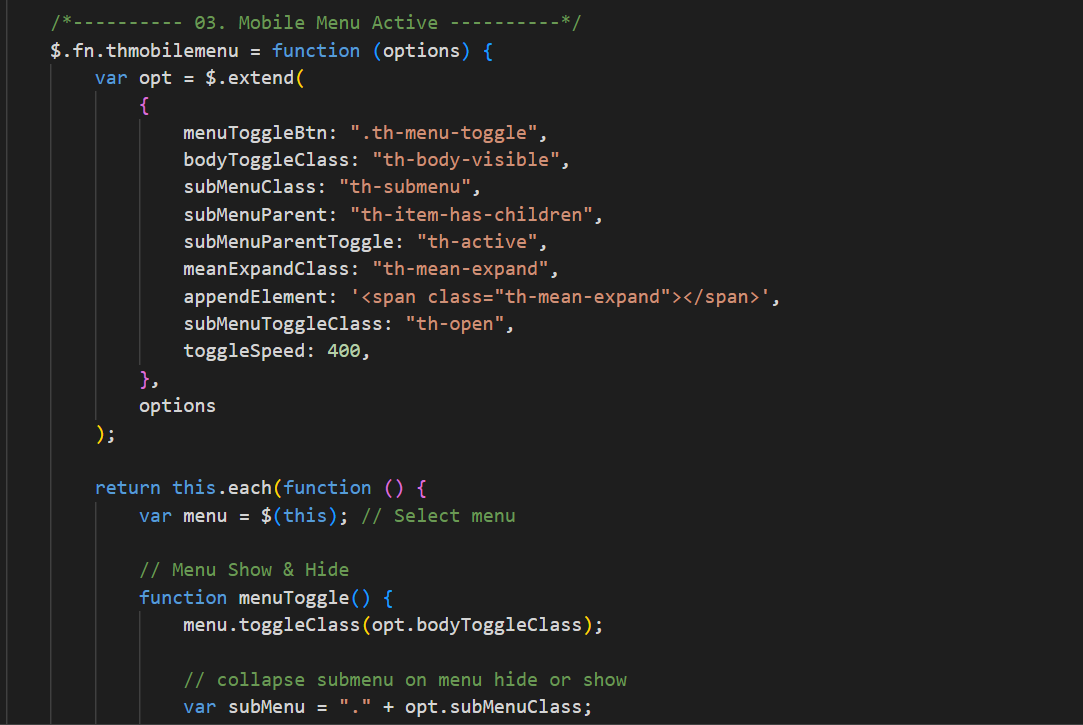 /*---------- 03. Mobile Menu Active ----------*/
$.fn.thmobilemenu = function (options) {
var opt = $.extend(
{
menuToggleBtn: ".th-menu-toggle",
bodyToggleClass: "th-body-visible",
subMenuClass: "th-submenu",
subMenuParent: "th-item-has-children",
subMenuParentToggle: "th-active",
meanExpandClass: "th-mean-expand",
appendElement: '<span class="th-mean-expand"></span>',
subMenuToggleClass: "th-open",
toggleSpeed: 400,
},
options
);
return this.each(function () {
var menu = $(this); // Select menu
// Menu Show & Hide
function menuToggle() {
menu.toggleClass(opt.bodyToggleClass);
// collapse submenu on menu hide or show
var subMenu = "." + opt.subMenuClass;